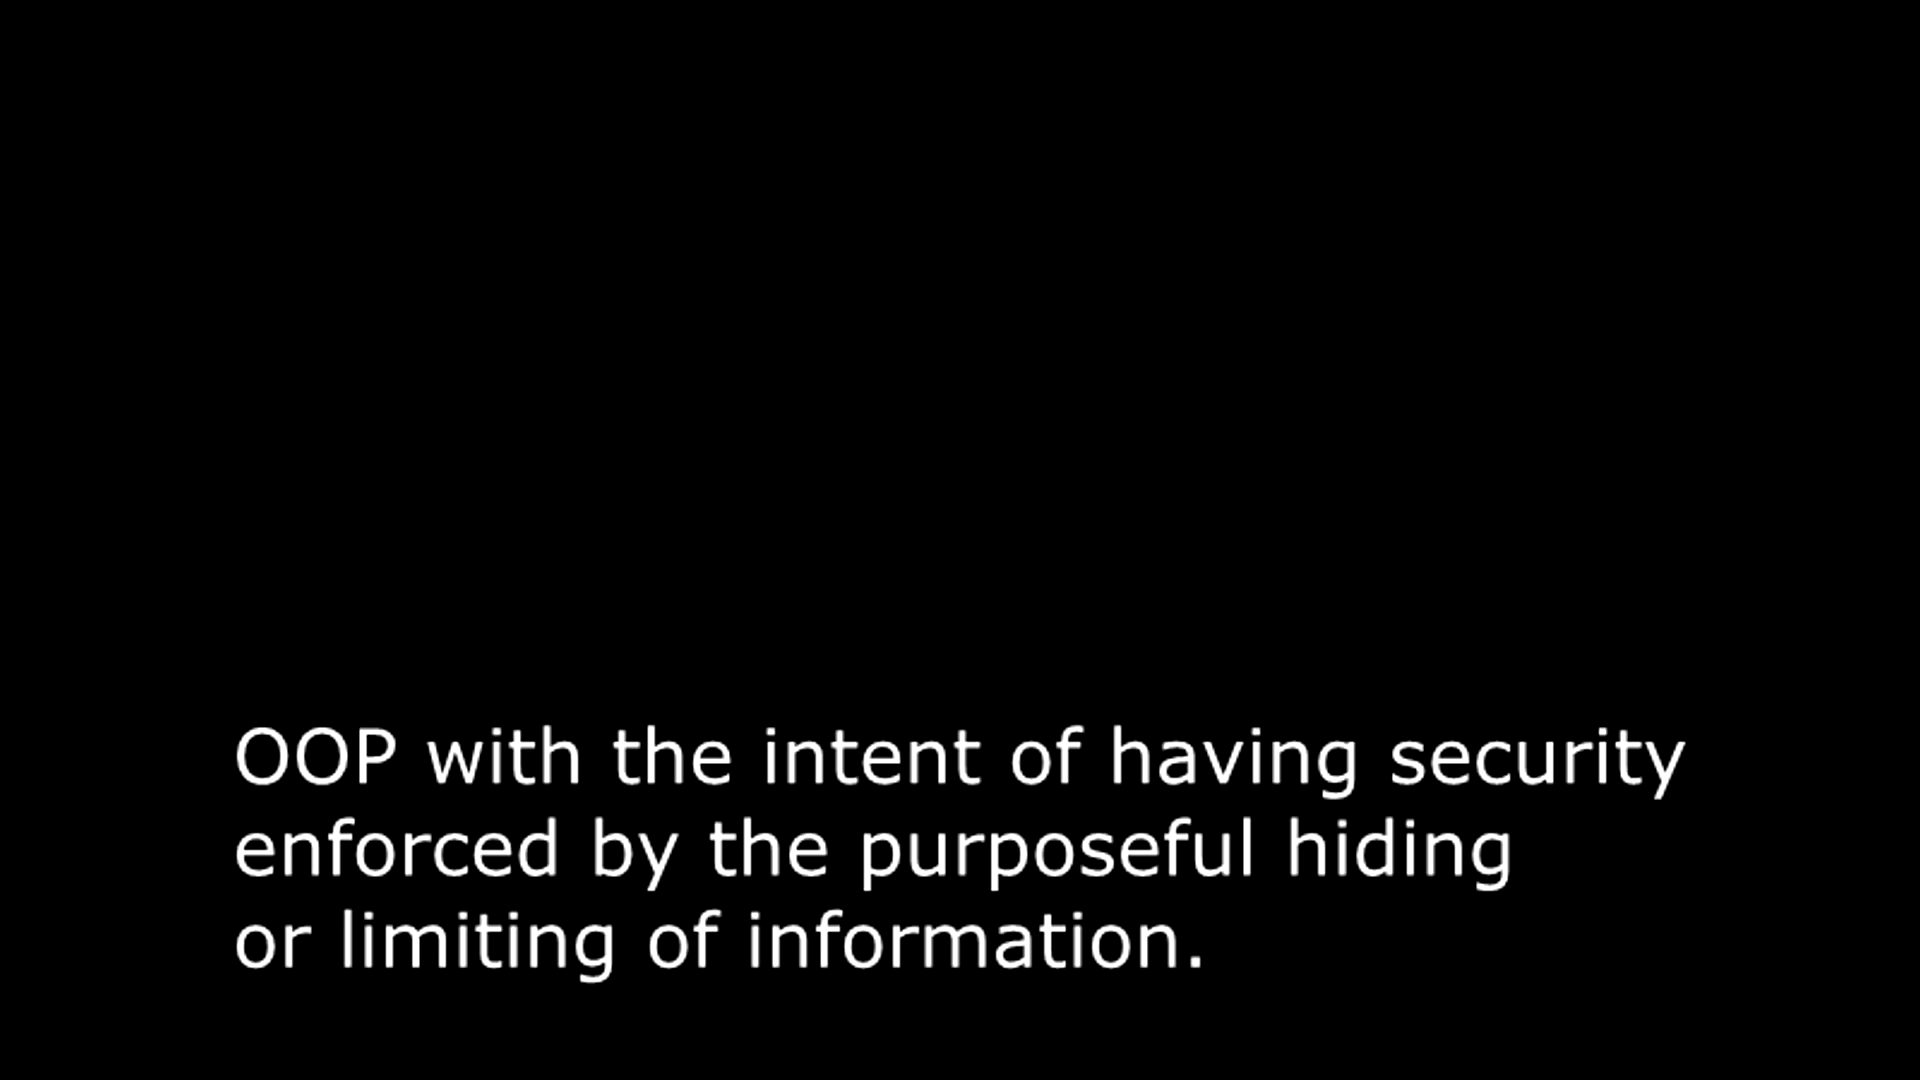 OOP with the intent of having security
enforced by the purposeful hiding
or limiting of information.